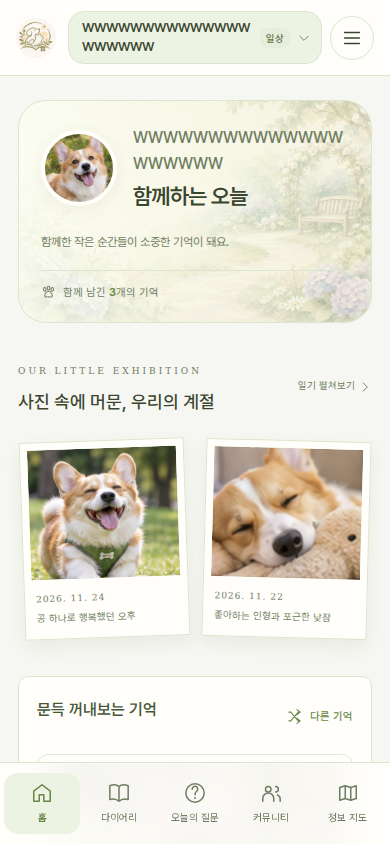 WWWWWWWWWWWWWW
WWWWWW
일상
WWWWWWWWWWWWWW
WWWWWW
함께하는 오늘
함께한 작은 순간들이 소중한 기억이 돼요.
함께 남긴 3개의 기억
OUR LITTLE EXHIBITION
사진 속에 머문, 우리의 계절
일기 펼쳐보기
2026. 11. 24
공 하나로 행복했던 오후
2026. 11. 22
좋아하는 인형과 포근한 낮잠
문득 꺼내보는 기억
다른 기억
홈
다이어리
오늘의 질문
커뮤니티
정보 지도